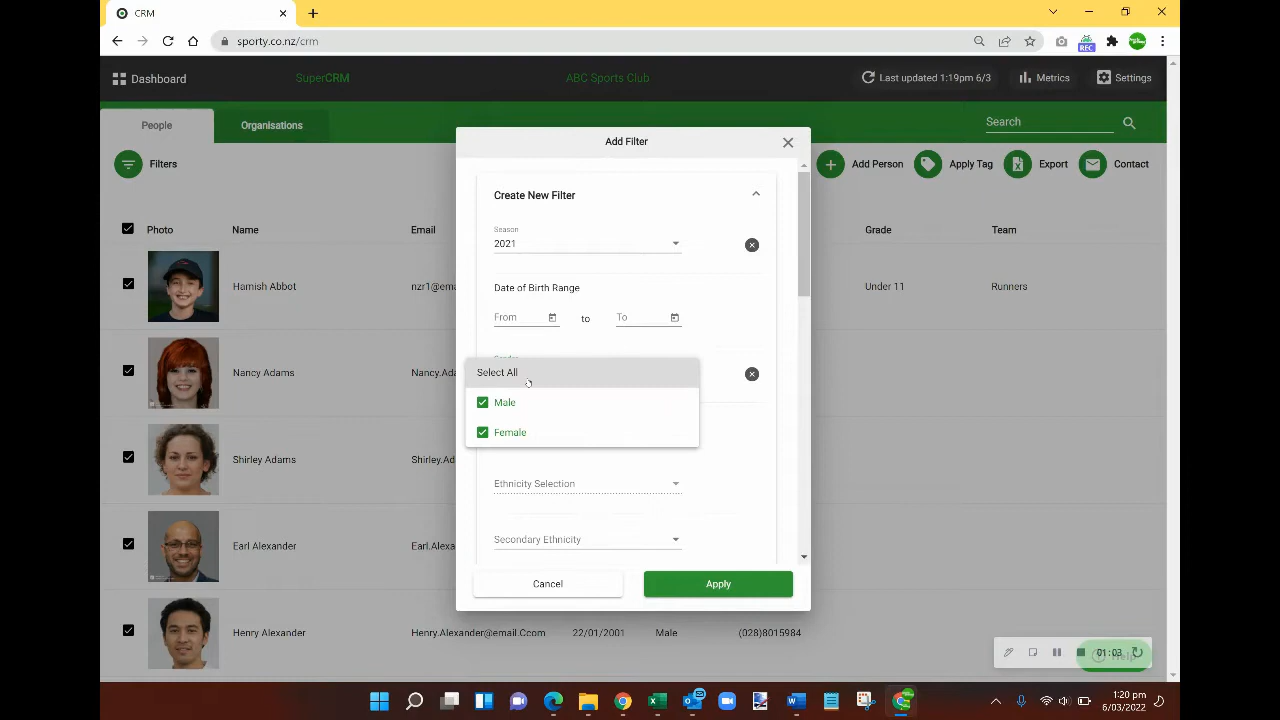 CRM
sporty.co.nz/crm
REC
Dashboard
SuperCRM
ABC Sports Club
Last updated 1:19pm 6/3
Metrics
Settings
People
Organisations
Search
Filters
Add Person
Apply Tag
Export
Contact
Photo
Name
Email
Grade
Team
Hamish Abbot
nzr1@ema
Under 11
Runners
Nancy Adams
Nancy.Ad
Shirley Adams
Shirley.Ad
Earl Alexander
Earl.Alexa
Henry Alexander
Henry.Alexander@email.Ccom
22/01/2001
Male
(028)8015984
Add Filter
Create New Filter
Season
2021
Date of Birth Range
From
to
To
Select All
Male
Female
Ethnicity Selection
Secondary Ethnicity
Cancel
Apply
01:03
Help
1:20 pm
6/03/2022